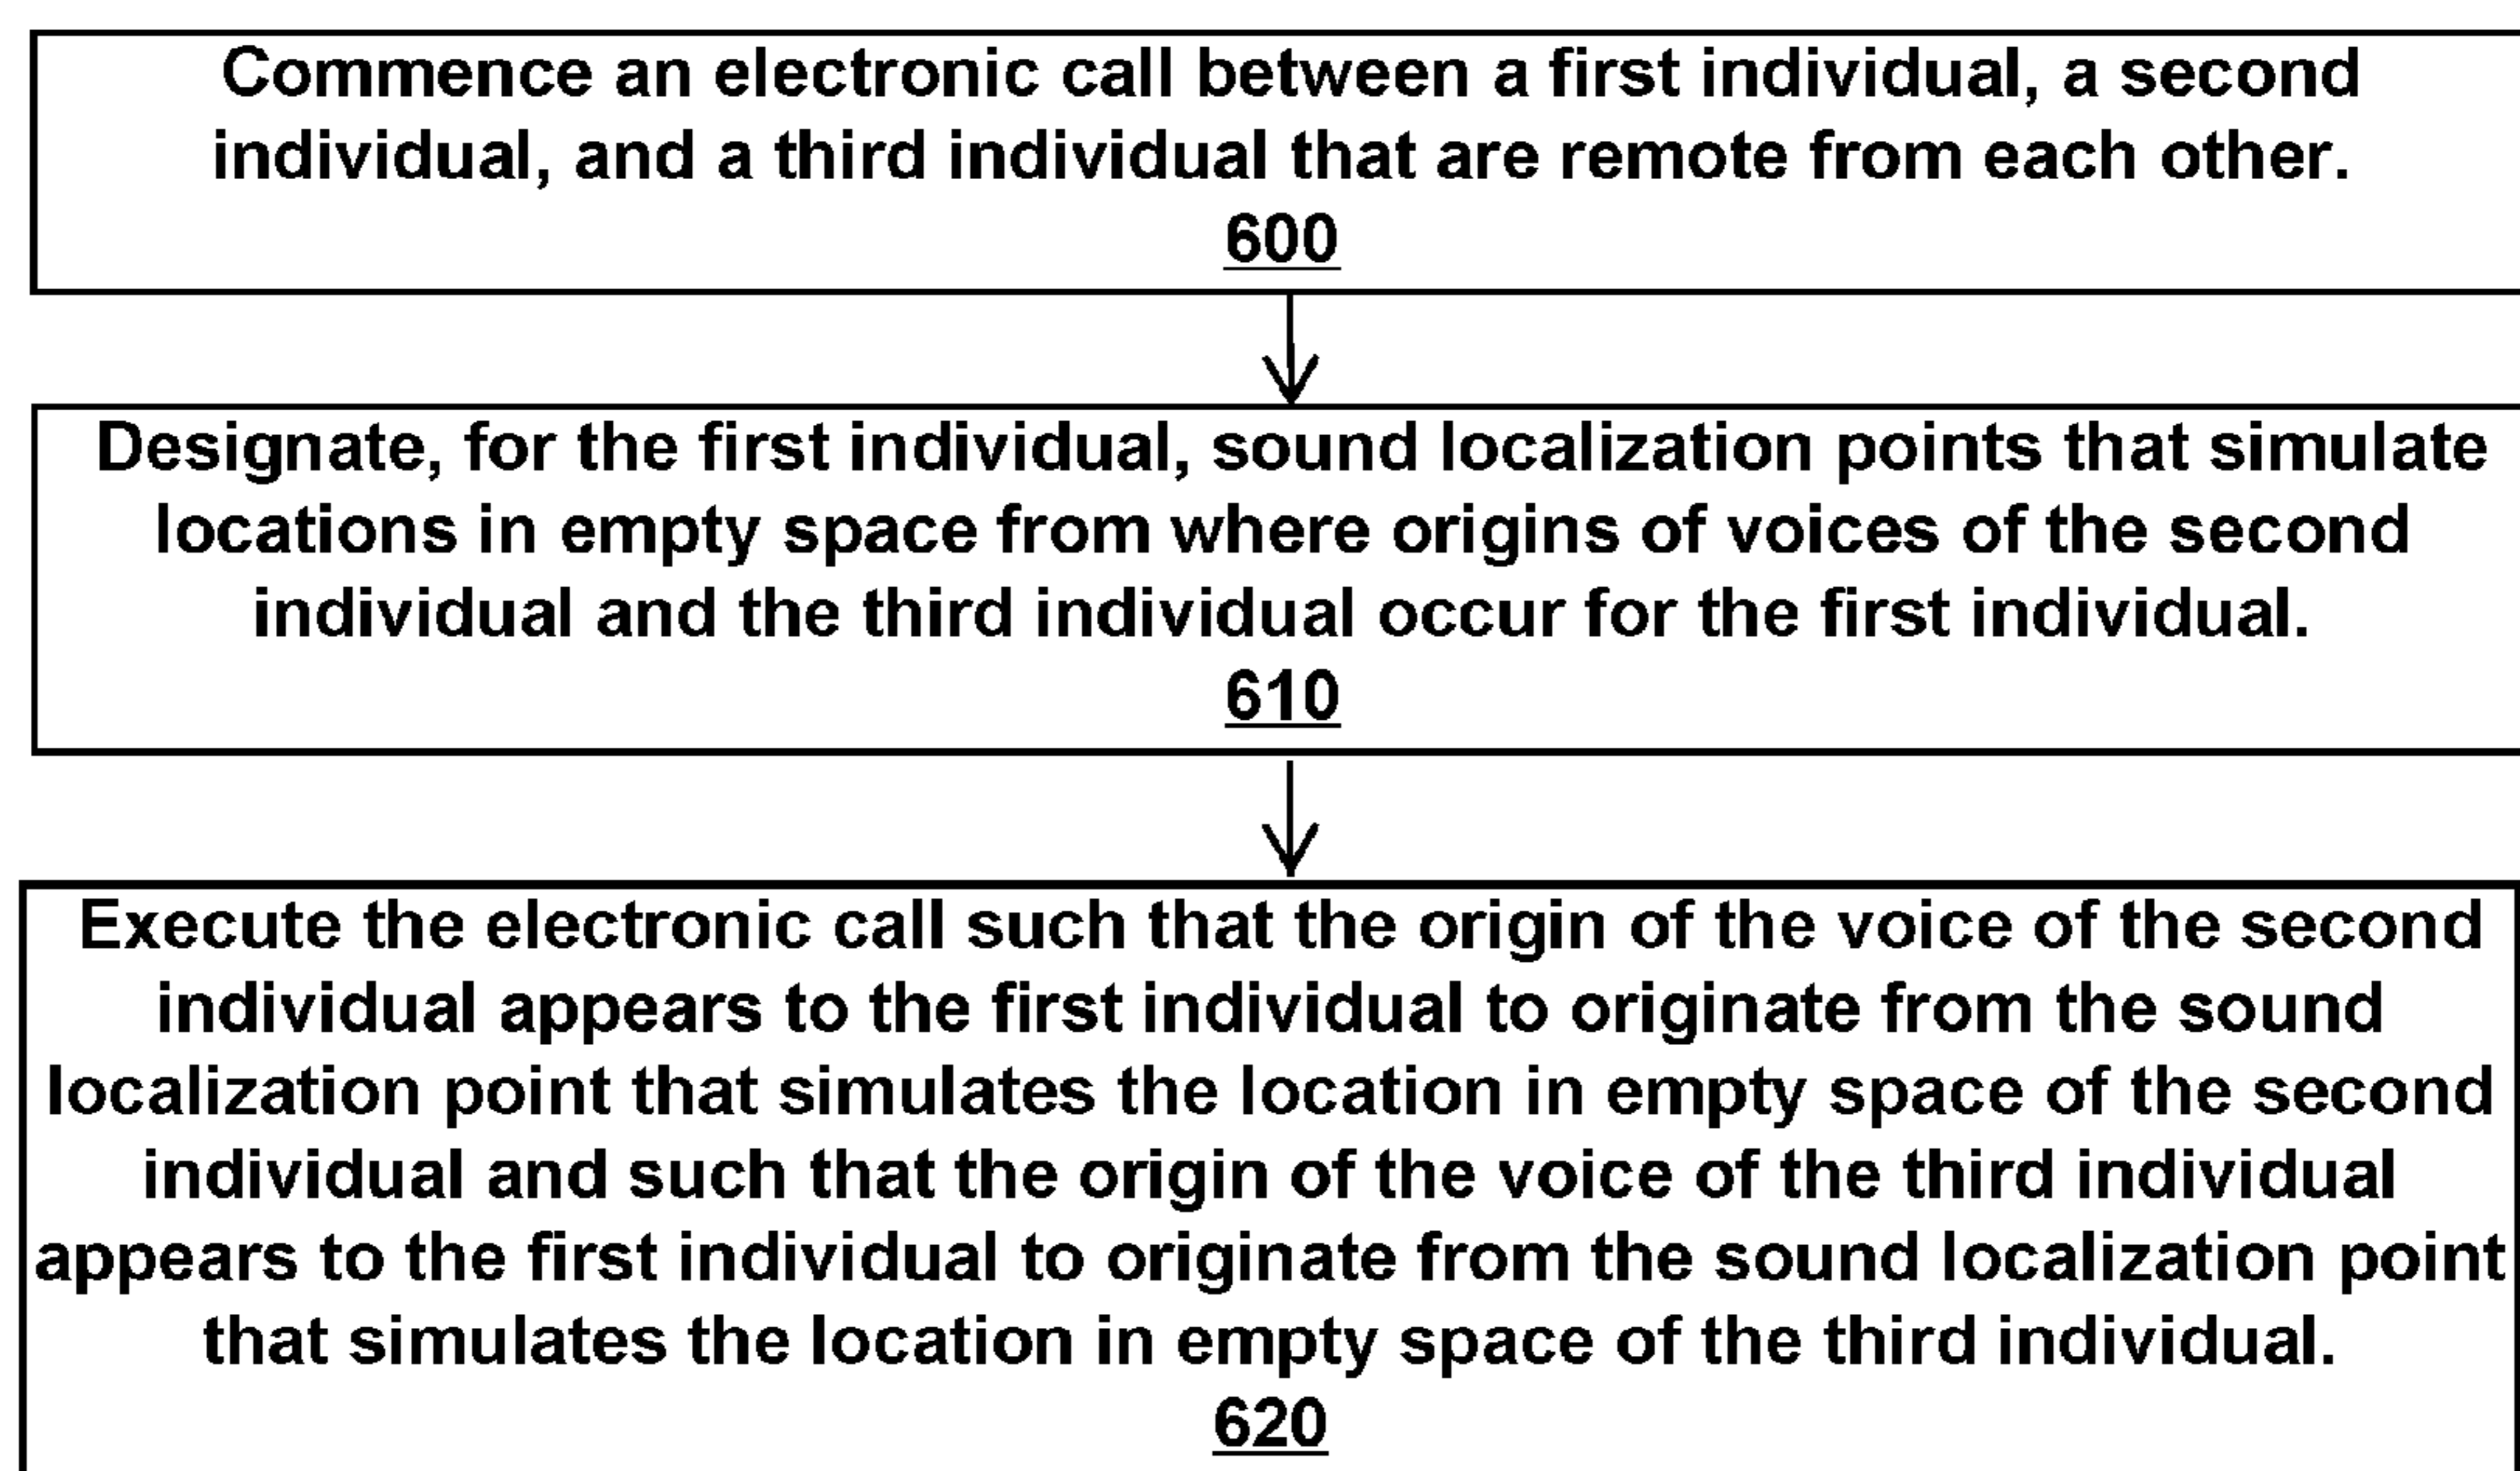 Commence an electronic call between a first individual, a second
individual, and a third individual that are remote from each other.
600
Designate, for the first individual, sound localization points that simulate
locations in empty space from where origins of voices of the second
individual and the third individual occur for the first individual.
610
Execute the electronic call such that the origin of the voice of the second
individual appears to the first individual to originate from the sound
localization point that simulates the location in empty space of the second
individual and such that the origin of the voice of the third individual
appears to the first individual to originate from the sound localization point
that simulates the location in empty space of the third individual.
620